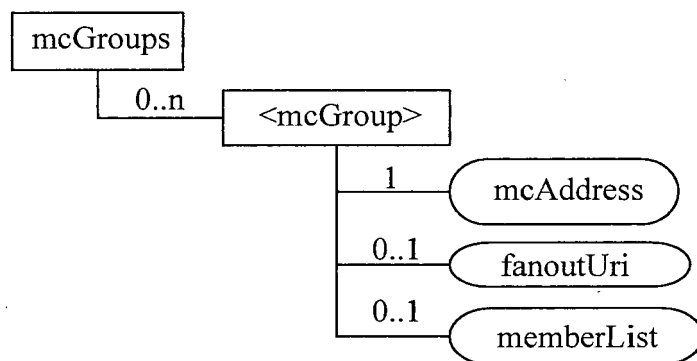 mcGroups
0..n
<mcGroup>
1
mcAddress
0..1
fanoutUri
0..1
memberList